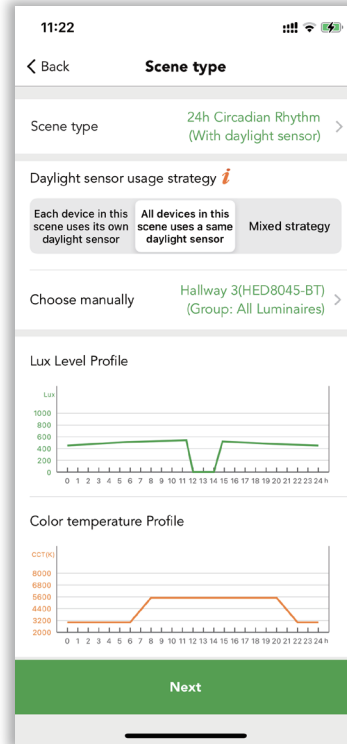 11:22
Back
Scene type
Scene type
24h Circadian Rhythm
(With daylight sensor)
Daylight sensor usage strategy i
Each device in this
scene uses its own
daylight sensor
All devices in this
scene uses a same
daylight sensor
Mixed strategy
Choose manually
Hallway 3(HED8045-BT)
(Group: All Luminaires)
Lux Level Profile
Lux
1000
800
600
400
200
0
0 1 2 3 4 5 6 7 8 9 10 11 12 13 14 15 16 17 18 19 20 21 22 23 24 h
Color temperature Profile
CCT(K)
8000
6800
5600
4400
3200
2000
0 1 2 3 4 5 6 7 8 9 10 11 12 13 14 15 16 17 18 19 20 21 22 23 24 h
Next